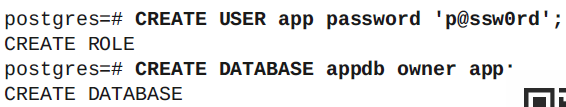 postgres=# CREATE USER app password 'p@ssw0rd';
CREATE ROLE
postgres=# CREATE DATABASE appdb owner app
CREATE DATABASE